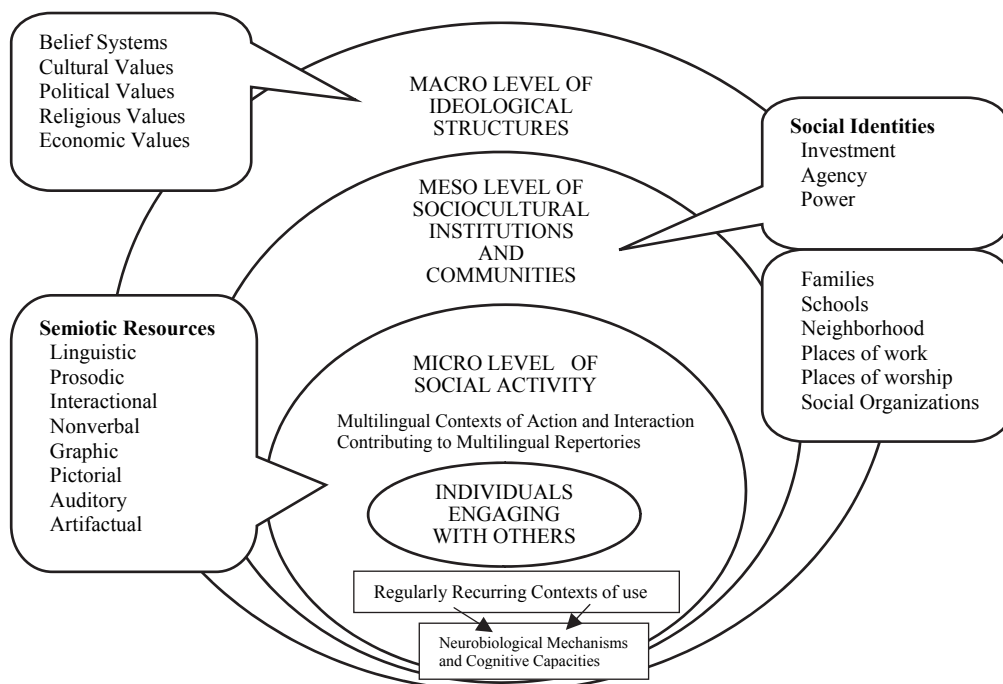 Belief Systems
Cultural Values
Political Values
Religious Values
Economic Values
MACRO LEVEL OF
IDEOLOGICAL
STRUCTURES
Social Identities
Investment
Agency
Power
MESO LEVEL OF
SOCIOCULTURAL
INSTITUTIONS
AND
COMMUNITIES
Families
Schools
Neighborhood
Places of work
Places of worship
Social Organizations
Semiotic Resources
Linguistic
Prosodic
Interactional
Nonverbal
Graphic
Pictorial
Auditory
Artifactual
MICRO LEVEL OF
SOCIAL ACTIVITY
Multilingual Contexts of Action and Interaction
Contributing to Multilingual Repertories
INDIVIDUALS
ENGAGING
WITH OTHERS
Regularly Recurring Contexts of use
Neurobiological Mechanisms
and Cognitive Capacities